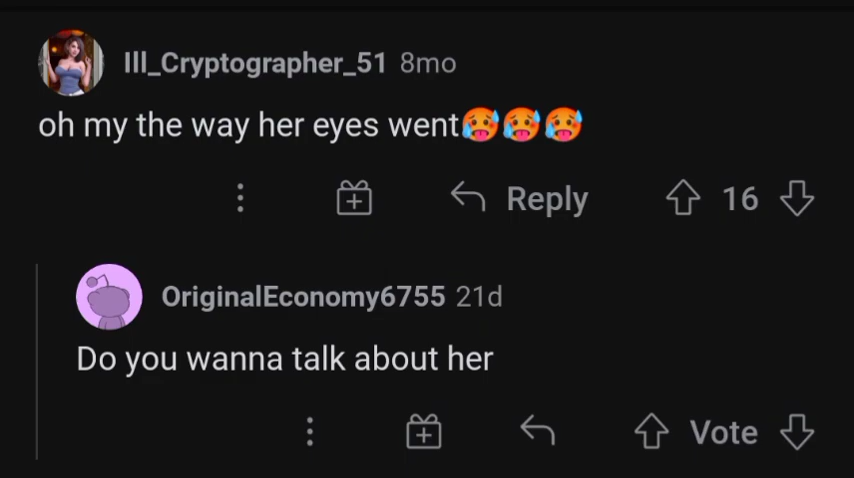 Ill_Cryptographer_51 8mo
oh my the way her eyes went🥵🥵🥵
Reply 16
OriginalEconomy6755 21d
Do you wanna talk about her
Vote